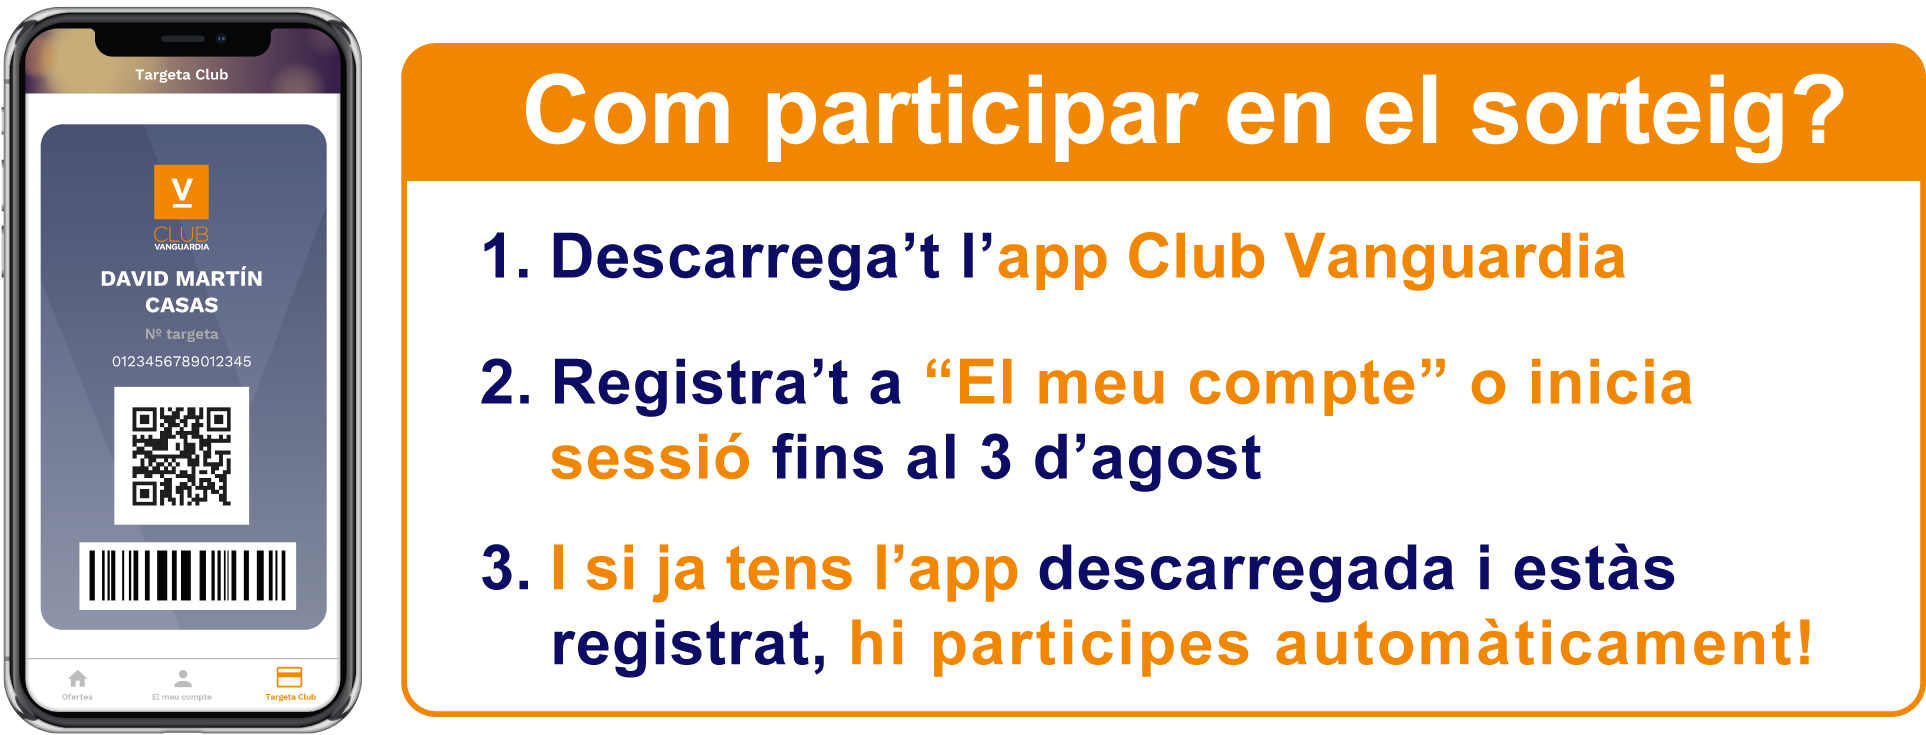 Targeta Club
V
CLUB
VANGUARDIA
DAVID MARTÍN
CASAS
Nº targeta
0123456789012345
Ofertes
El meu compte
Targeta Club
Com participar en el sorteig?
1. Descarrega’t l’app Club Vanguardia
2. Registra’t a “El meu compte” o inicia
sessió fins al 3 d’agost
3. I si ja tens l’app descarregada i estàs
registrat, hi participes automàticament!